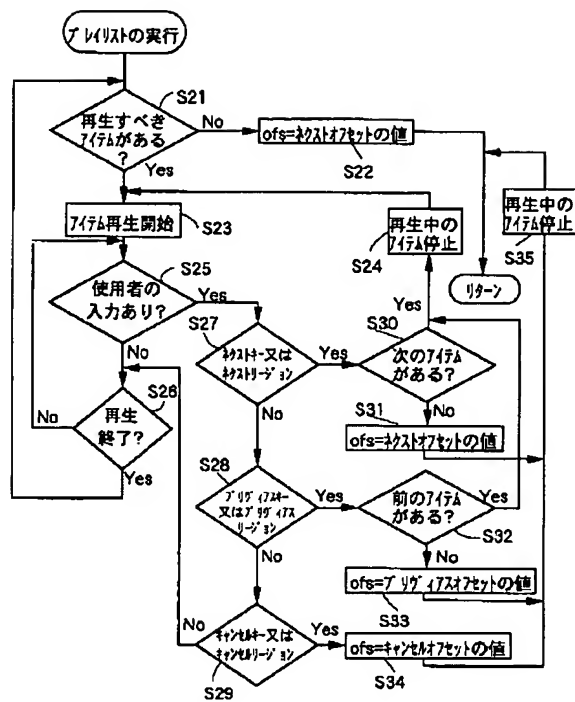 プレイリストの実行
S21
再生すべき
アイテムがある
?
No
Yes
ofs=ネクストオフセットの値
S22
アイテム再生開始
S23
再生中の
アイテム停止
S24
再生中の
アイテム停止
S35
リターン
使用者の
入力あり?
S25
Yes
No
再生
終了?
S26
No
Yes
S27
ネクストキー又は
ネクストリージョン
Yes
No
S30
次のアイテム
がある?
Yes
No
S31
ofs=ネクストオフセットの値
S28
プリヴィアスキー
又はプリヴィアス
リージョン
Yes
No
前のアイテム
がある?
Yes
S32
No
ofs=プリヴィアスオフセットの値
S33
キャンセルキー又は
キャンセルリージョン
No
Yes
S29
ofs=キャンセルオフセットの値
S34